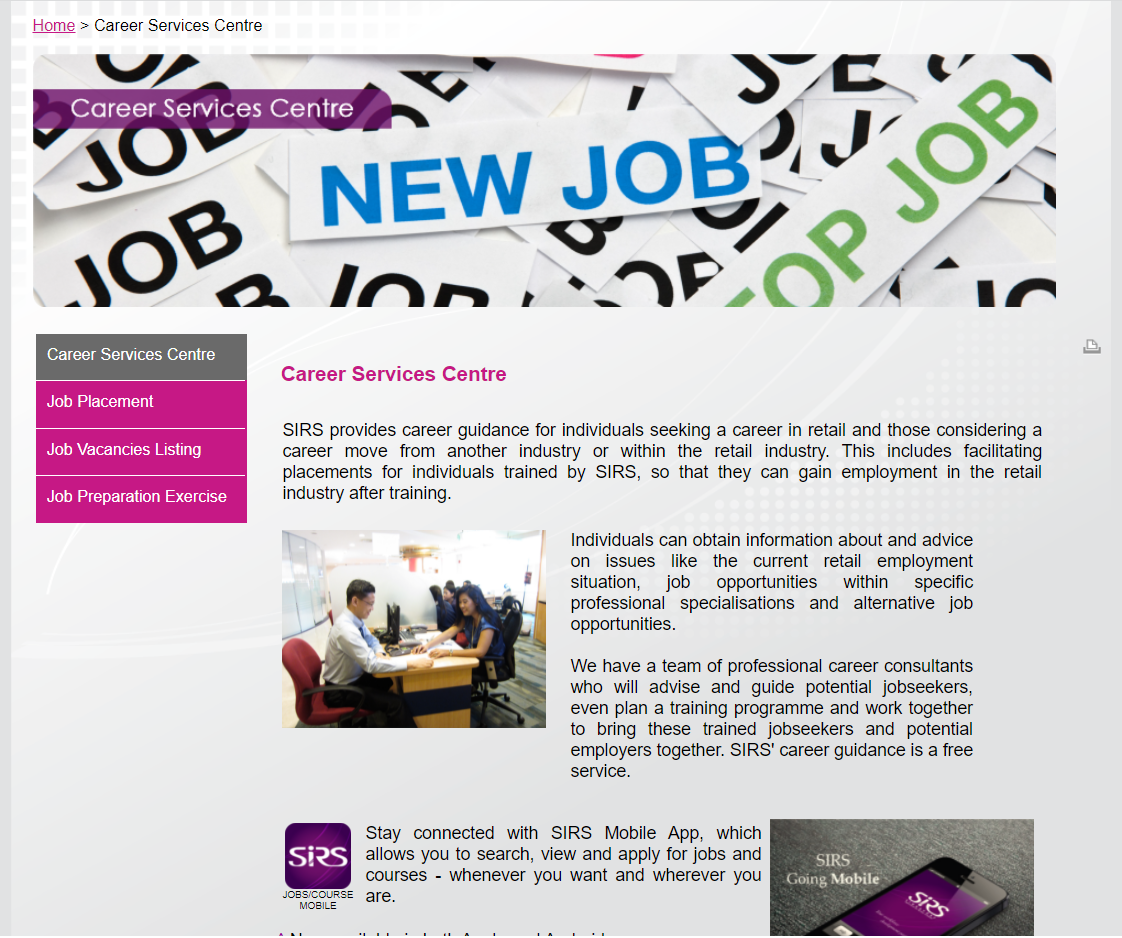 Home > Career Services Centre
Career Services Centre
JOB
NEW JOB
TOP JOB
JOB
JOB
Career Services Centre
Job Placement
Job Vacancies Listing
Job Preparation Exercise
Career Services Centre
SIRS provides career guidance for individuals seeking a career in retail and those considering a
career move from another industry or within the retail industry. This includes facilitating
placements for individuals trained by SIRS, so that they can gain employment in the retail
industry after training.
Individuals can obtain information about and advice
on issues like the current retail employment
situation, job opportunities within specific
professional specialisations and alternative job
opportunities.
We have a team of professional career consultants
who will advise and guide potential jobseekers,
even plan a training programme and work together
to bring these trained jobseekers and potential
employers together. SIRS' career guidance is a free
service.
SiRS
JOBS/COURSE
MOBILE
Stay connected with SIRS Mobile App, which
allows you to search, view and apply for jobs and
courses - whenever you want and wherever you
are.
SIRS
Going Mobile
SiRS